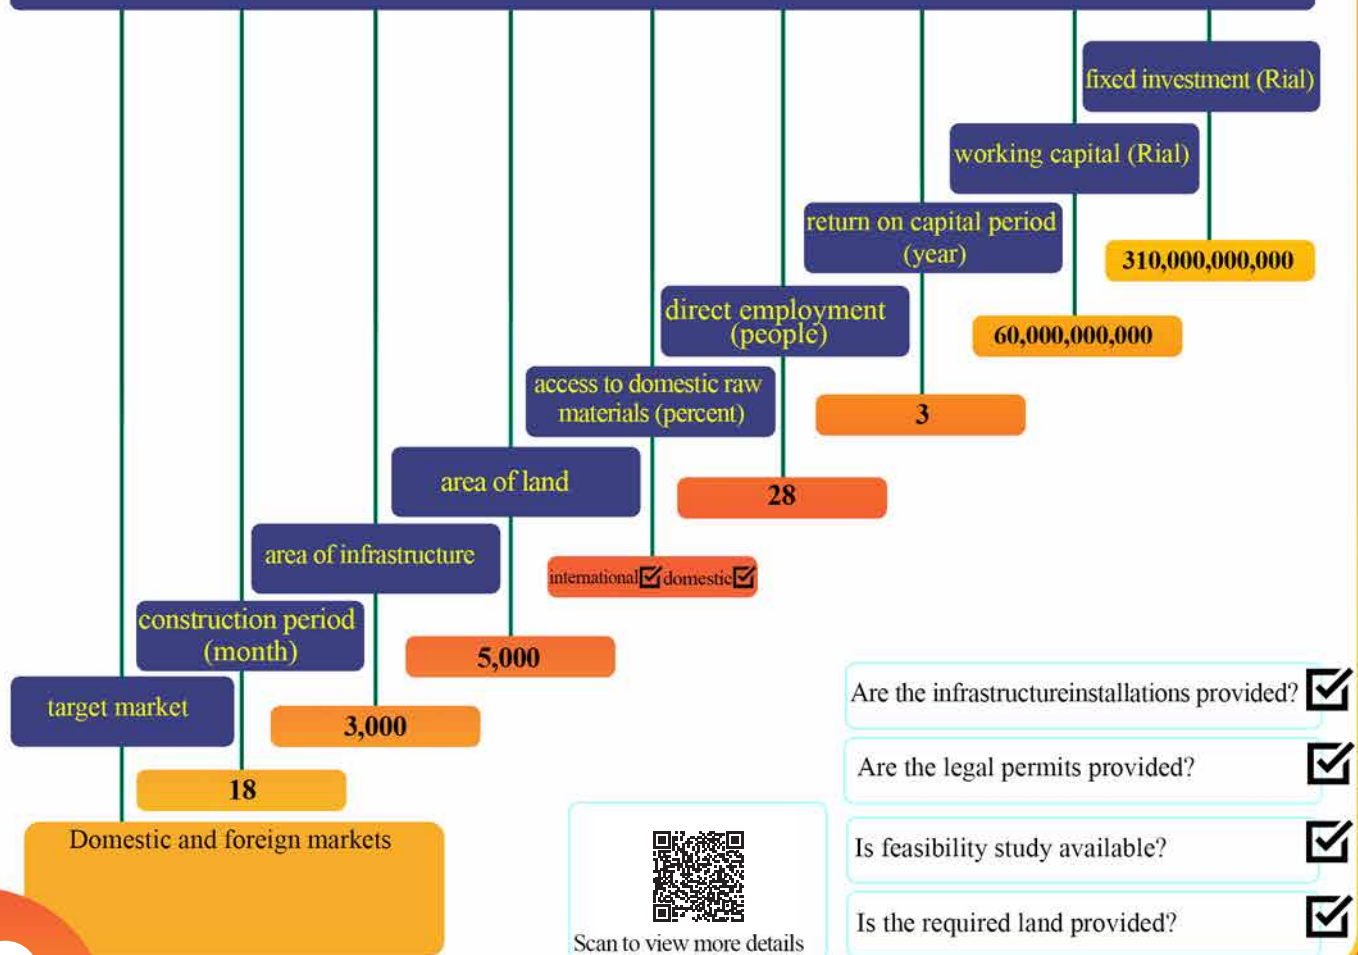 fixed investment (Rial)
310,000,000,000
working capital (Rial)
60,000,000,000
return on capital period
(year)
3
direct employment
(people)
28
access to domestic raw
materials (percent)
international domestic
area of land
5,000
area of infrastructure
3,000
construction period
(month)
18
target market
Domestic and foreign markets
Scan to view more details
Are the infrastructureinstallations provided?
Are the legal permits provided?
Is feasibility study available?
Is the required land provided?